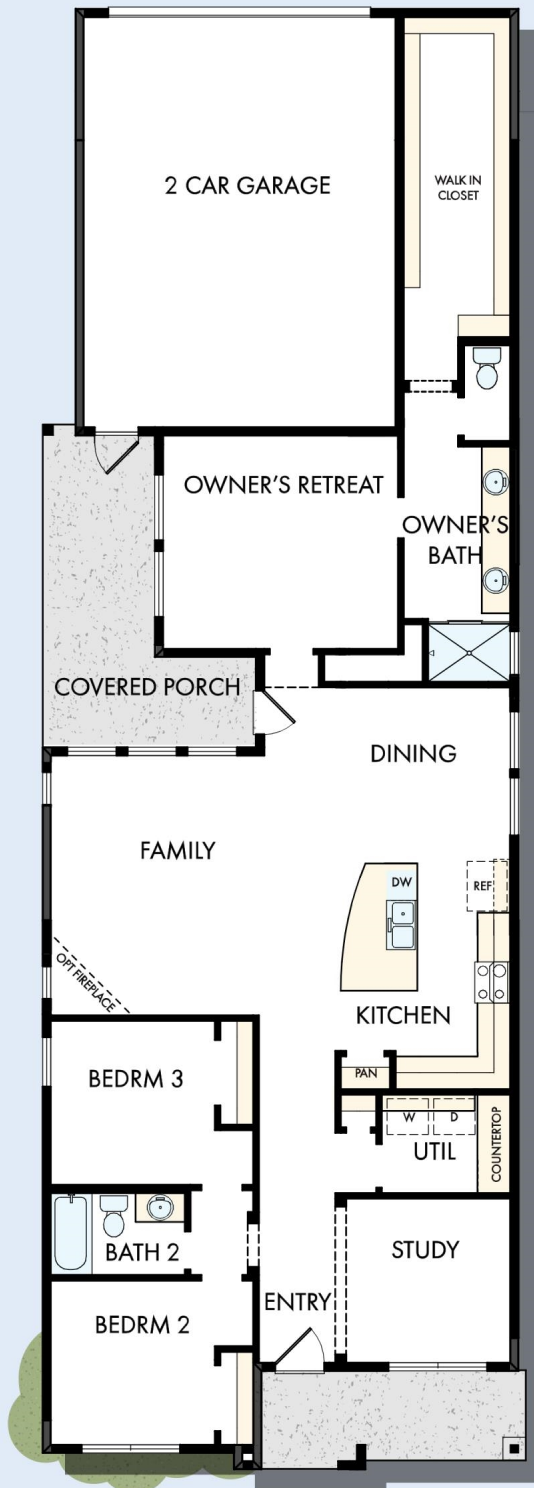 2 CAR GARAGE
WALK IN
CLOSET
OWNER'S RETREAT
OWNER'S
BATH
COVERED PORCH
DINING
FAMILY
DW
REF
OPT FIREPLACE
KITCHEN
PAN
BEDRM 3
W
D
COUNTERTOP
UTIL
BATH 2
STUDY
ENTRY
BEDRM 2